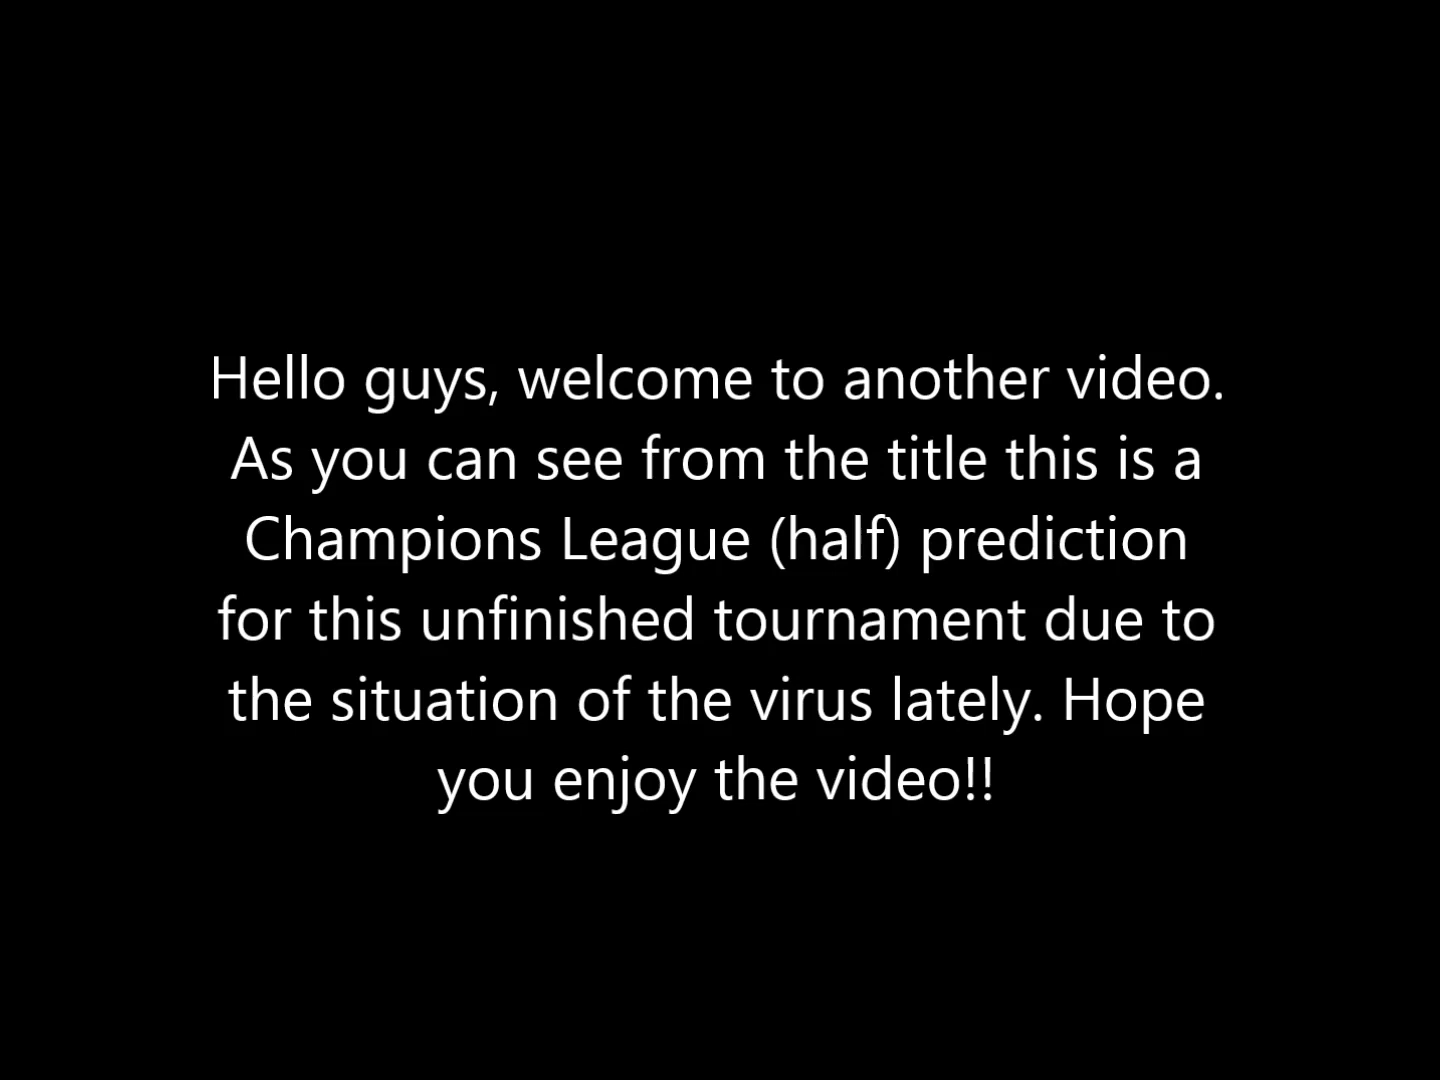 Hello guys, welcome to another video.
As you can see from the title this is a
Champions League (half) prediction
for this unfinished tournament due to
the situation of the virus lately. Hope
you enjoy the video!!